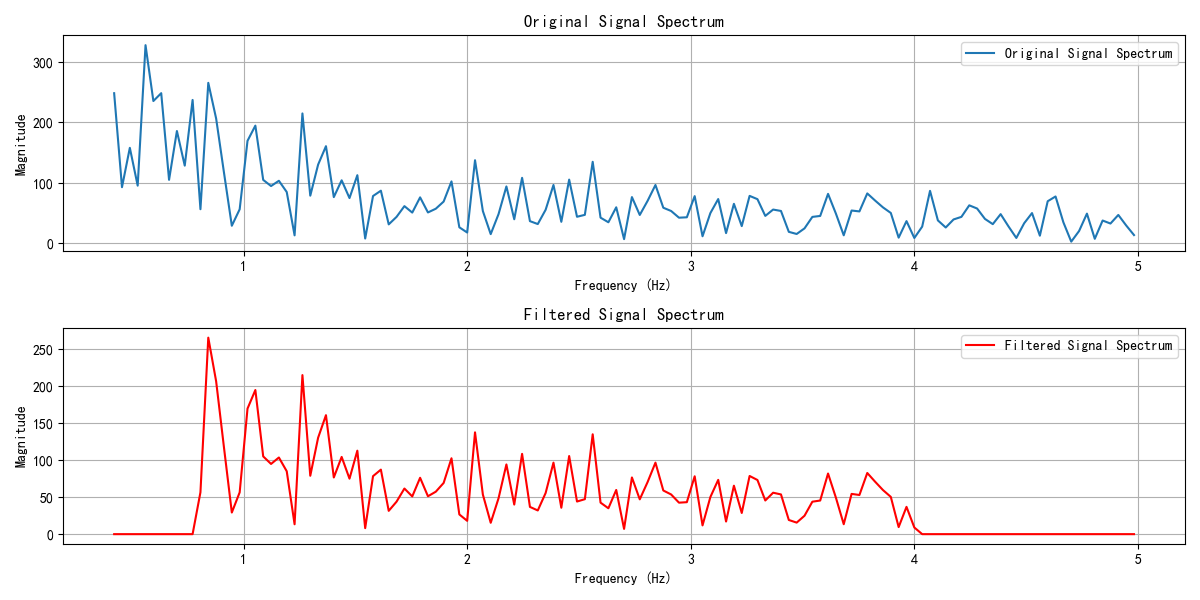 Original Signal Spectrum
Original Signal Spectrum
300
200
100
0
Magnitude
1 2 3 4 5
Frequency (Hz)
Filtered Signal Spectrum
Filtered Signal Spectrum
250
200
150
100
50
0
Magnitude
1 2 3 4 5
Frequency (Hz)